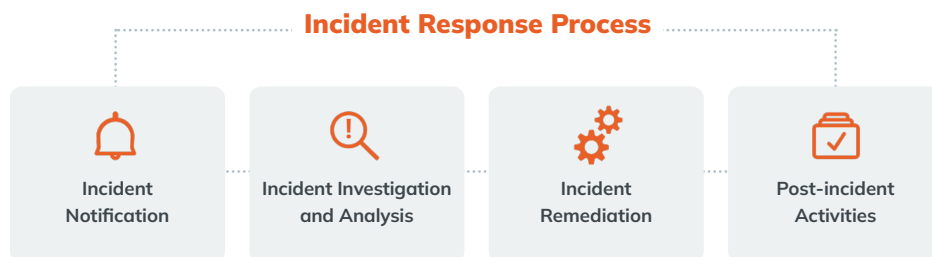 Incident Response Process
Incident
Notification
Incident Investigation
and Analysis
Incident
Remediation
Post-incident
Activities